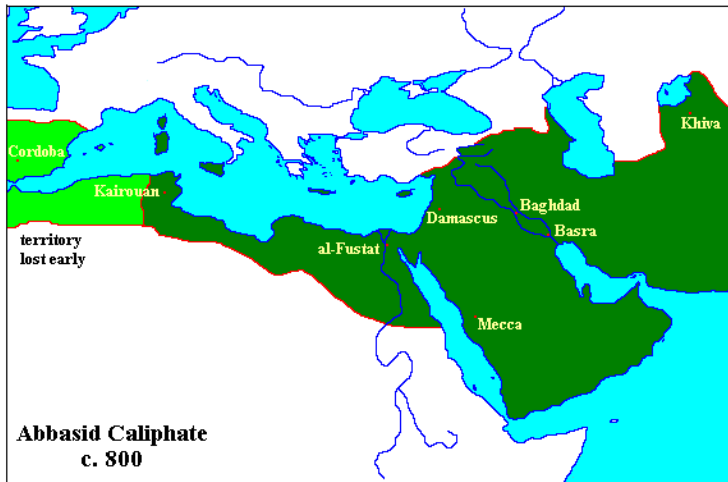 Khiva
Cordoba
Kairouan
Baghdad
Damascus
Basra
territory
lost early
al-Fustat
Mecca
Abbasid Caliphate
c. 800